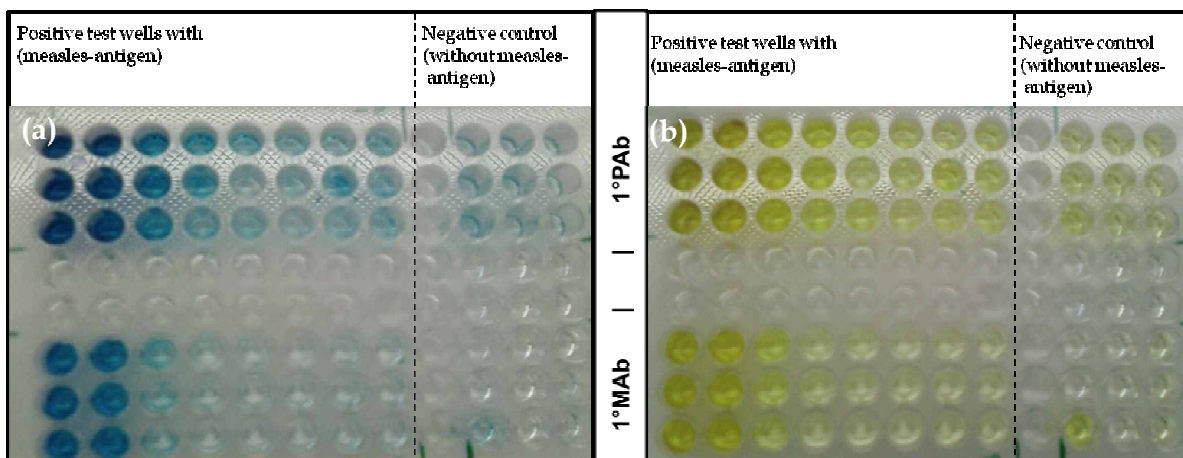 Positive test wells with
(measles-antigen)
Negative control
(without measles-
antigen)
(a)
1°PAb
|
|
1°MAb
Positive test wells with
(measles-antigen)
Negative control
(without measles-
antigen)
(b)